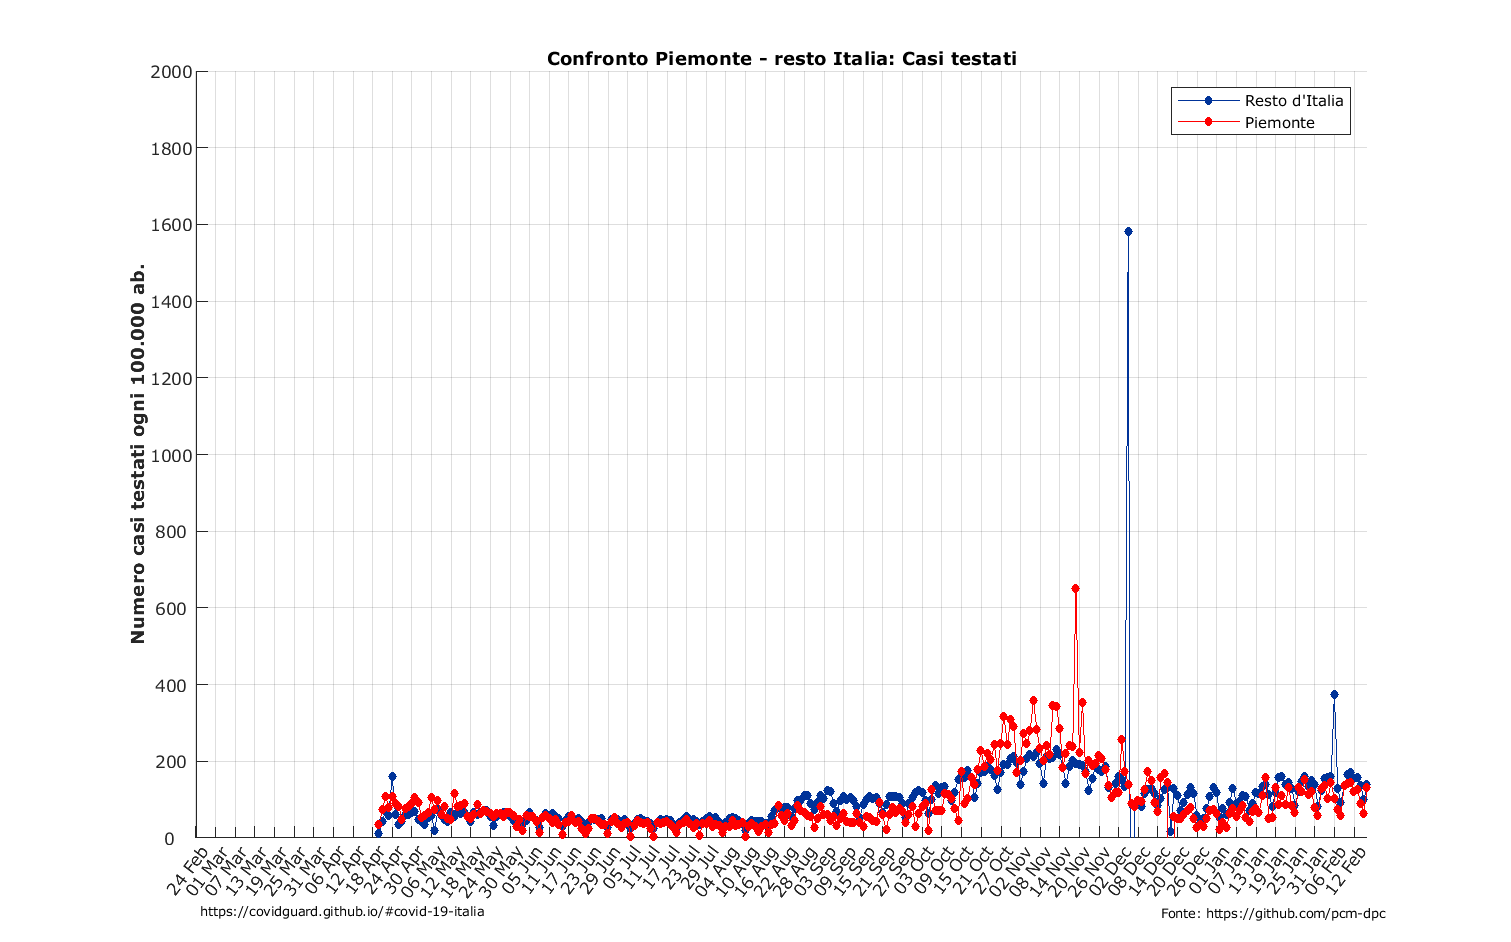 Confronto Piemonte - resto Italia: Casi testati
Resto d'Italia
Piemonte
Numero casi testati ogni 100.000 ab.
2000
1800
1600
1400
1200
1000
800
600
400
200
0
24 Feb
01 Mar
07 Mar
13 Mar
19 Mar
25 Mar
31 Mar
06 Apr
12 Apr
18 Apr
24 Apr
30 Apr
06 May
12 May
18 May
24 May
30 May
05 Jun
11 Jun
17 Jun
23 Jun
29 Jun
05 Jul
11 Jul
17 Jul
23 Jul
29 Jul
04 Aug
10 Aug
16 Aug
22 Aug
28 Aug
03 Sep
09 Sep
15 Sep
21 Sep
27 Sep
03 Oct
09 Oct
15 Oct
21 Oct
27 Oct
02 Nov
08 Nov
14 Nov
20 Nov
26 Nov
02 Dec
08 Dec
14 Dec
20 Dec
26 Dec
01 Jan
07 Jan
13 Jan
19 Jan
25 Jan
31 Jan
06 Feb
12 Feb
https://covidguard.github.io/#covid-19-italia
Fonte: https://github.com/pcm-dpc